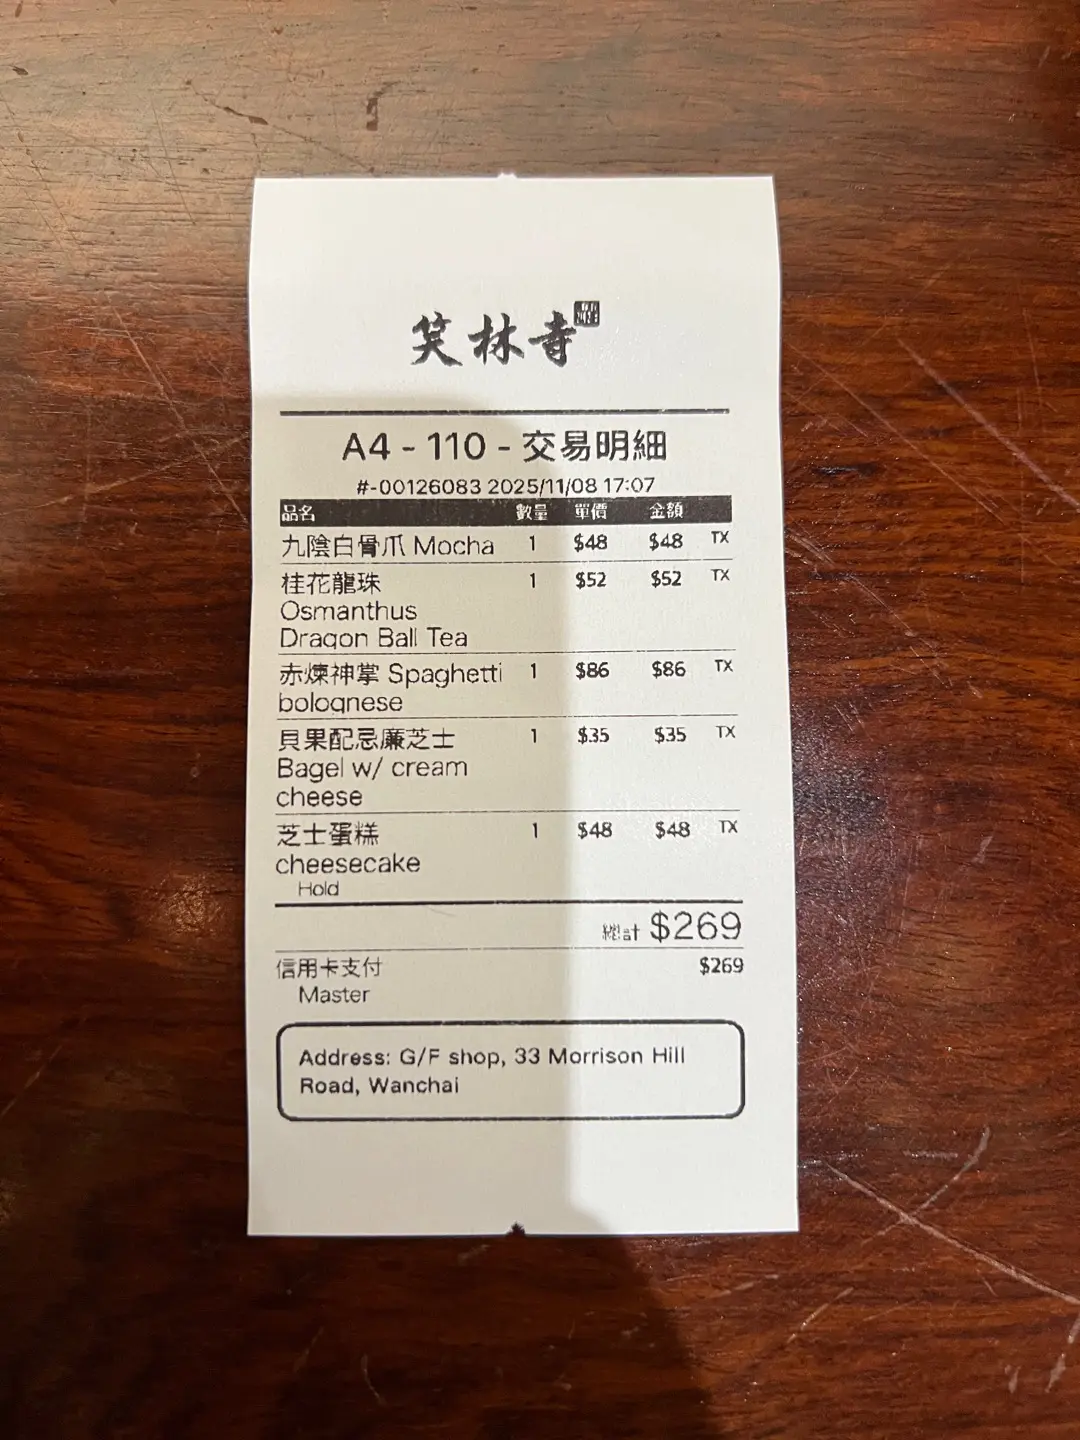 笑林寺
A4 - 110 - 交易明細
#-00126083 2025/11/08 17:07
品名 數量 單價 金額
九陰白骨爪 Mocha 1 $48 $48 TX
桂花龍珠 1 $52 $52 TX
Osmanthus
Dragon Ball Tea
赤煉神掌 Spaghetti 1 $86 $86 TX
bolognese
貝果配忌廉芝士 1 $35 $35 TX
Bagel w/ cream
cheese
芝士蛋糕 1 $48 $48 TX
cheesecake
Hold
總計 $269
信用卡支付 $269
Master
Address: G/F shop, 33 Morrison Hill
Road, Wanchai